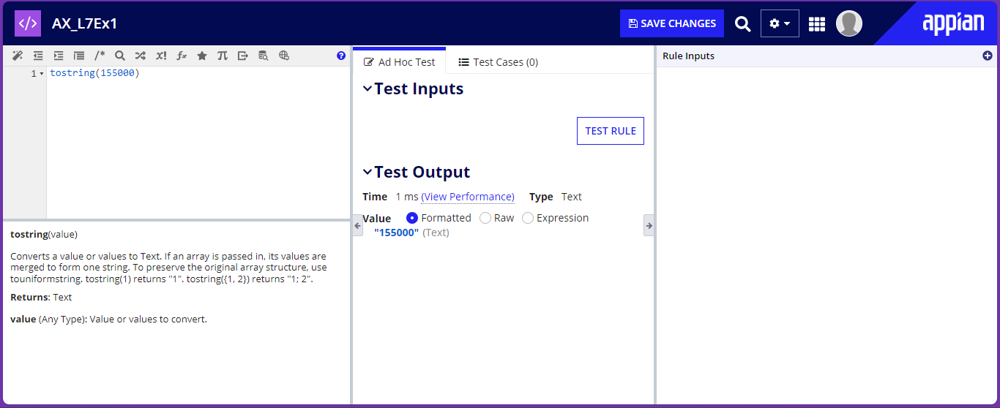 </> AX_L7Ex1 SAVE CHANGES appian
/* x! ƒx π ?
Ad Hoc Test Test Cases (0) Rule Inputs
1 tostring(155000)
Test Inputs
TEST RULE
Test Output
Time 1 ms (View Performance) Type Text
Value Formatted Raw Expression
"155000" (Text)
tostring(value)
Converts a value or values to Text. If an array is passed in, its values are
merged to form one string. To preserve the original array structure, use
touniformstring. tostring(1) returns "1". tostring({1, 2}) returns "1; 2".
Returns: Text
value (Any Type): Value or values to convert.